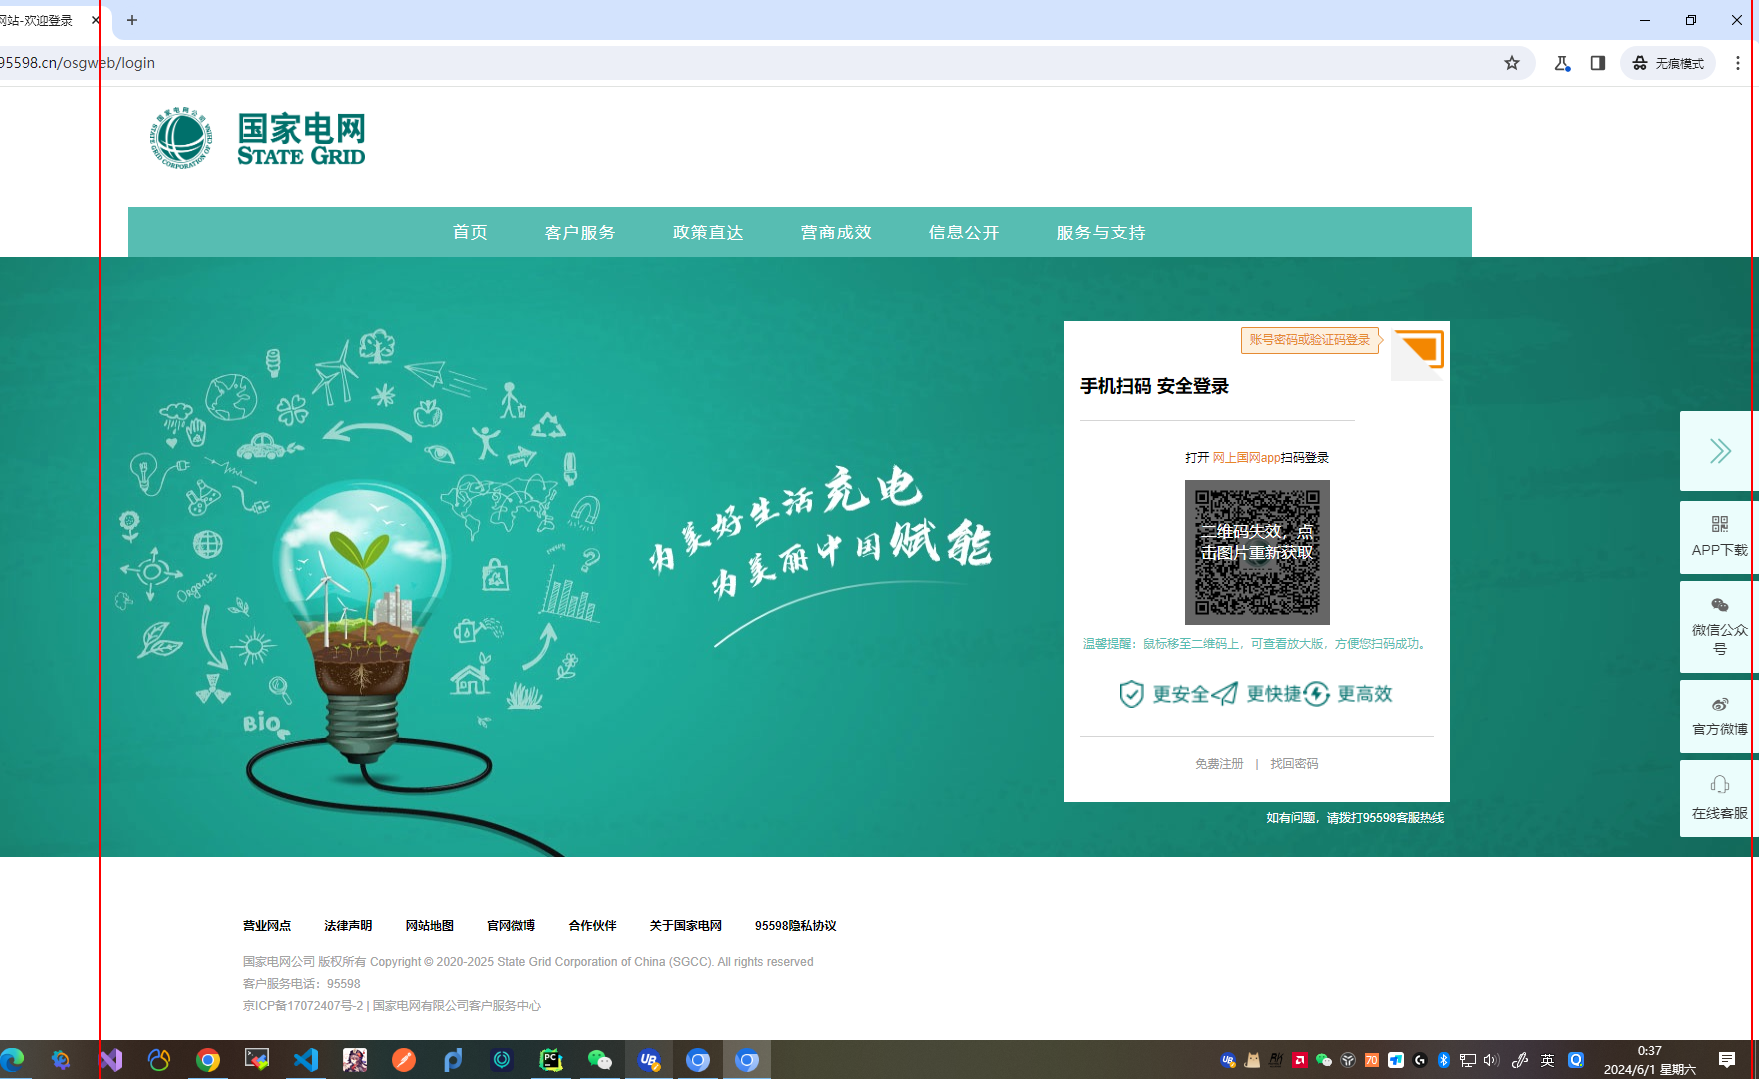 网站-欢迎登录
95598.cn/osgweb/login
无痕模式
国家电网
STATE GRID
首页 客户服务 政策直达 营商成效 信息公开 服务与支持
账号密码或验证码登录
手机扫码 安全登录
打开 网上国网app扫码登录
二维码失效，点
击图片重新获取
温馨提醒：鼠标移至二维码上，可查看放大版，方便您扫码成功。
更安全 更快捷 更高效
免费注册 | 找回密码
如有问题，请拨打95598客服热线
为美好生活充电
为美丽中国赋能
Organic
Bio
APP下载
微信公众
号
官方微博
在线客服
营业网点 法律声明 网站地图 官网微博 合作伙伴 关于国家电网 95598隐私协议
国家电网公司 版权所有 Copyright © 2020-2025 State Grid Corporation of China (SGCC). All rights reserved
客户服务电话：95598
京ICP备17072407号-2 | 国家电网有限公司客户服务中心
PC
UB
70
英
0:37
2024/6/1 星期六